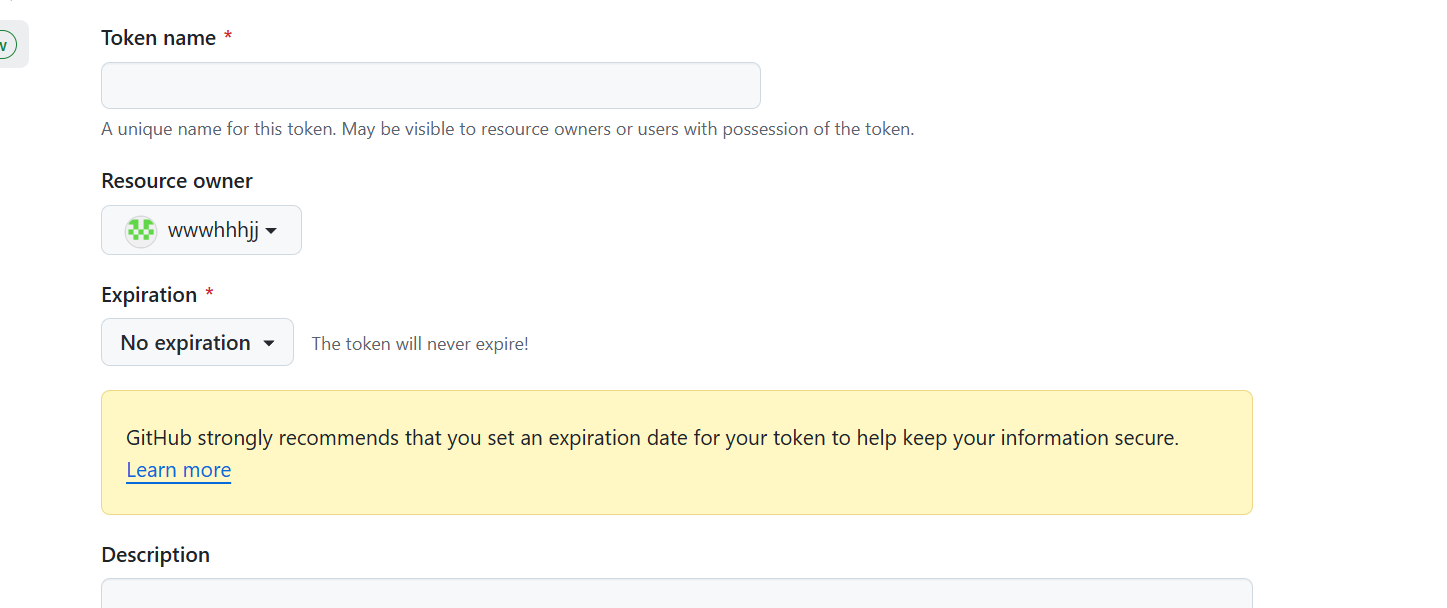 Token name *
A unique name for this token. May be visible to resource owners or users with possession of the token.
Resource owner
wwwhhhjj
Expiration *
No expiration The token will never expire!
GitHub strongly recommends that you set an expiration date for your token to help keep your information secure.
Learn more
Description